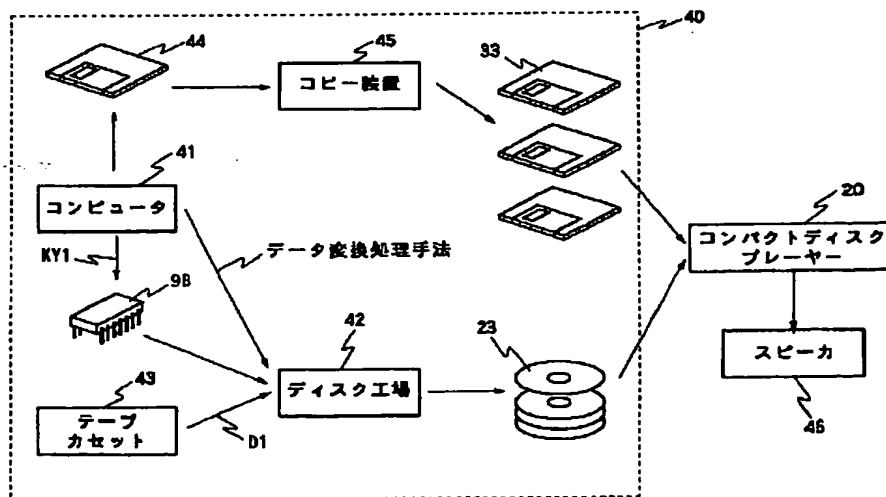 44
45
コピー装置
33
40
41
コンピュータ
KY1
データ変換処理手法
9B
20
コンパクトディスク
プレーヤー
43
テープ
カセット
D1
42
ディスク工場
23
スピーカ
46